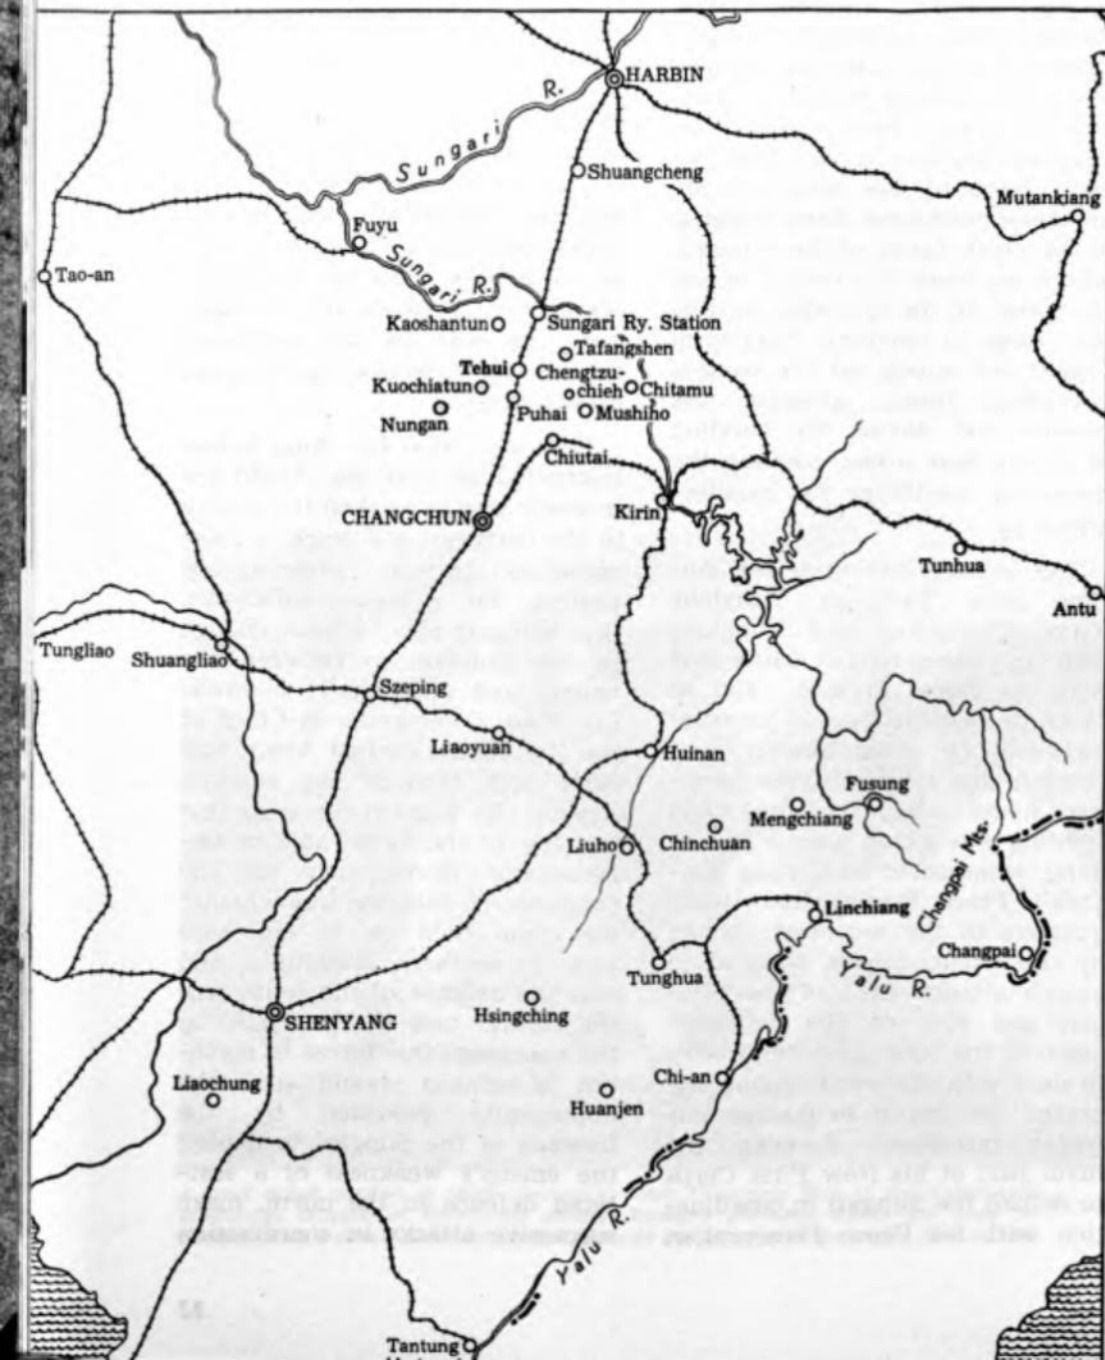 HARBIN
R.
Sungari
Shuangcheng
Mutankiang
Fuyu
Tao-an
Sungari
R.
Kaoshantun
Sungari Ry. Station
Tafangshen
Tehui
Chengtzu-
chieh
Kuochiatun
Chitamu
Puhai
Mushiho
Nungan
Chiutai
Kirin
CHANGCHUN
Tunhua
Antu
Tungliao
Shuangliao
Szeping
Liaoyuan
Huinan
Fusung
Mengchiang
Liuho
Chinchuan
Changpai Mts.
Linchiang
Changpai
Tunghua
Yalu R.
Hsingching
SHENYANG
Liaochung
Chi-an
Huanjen
Yalu R.
Tantung